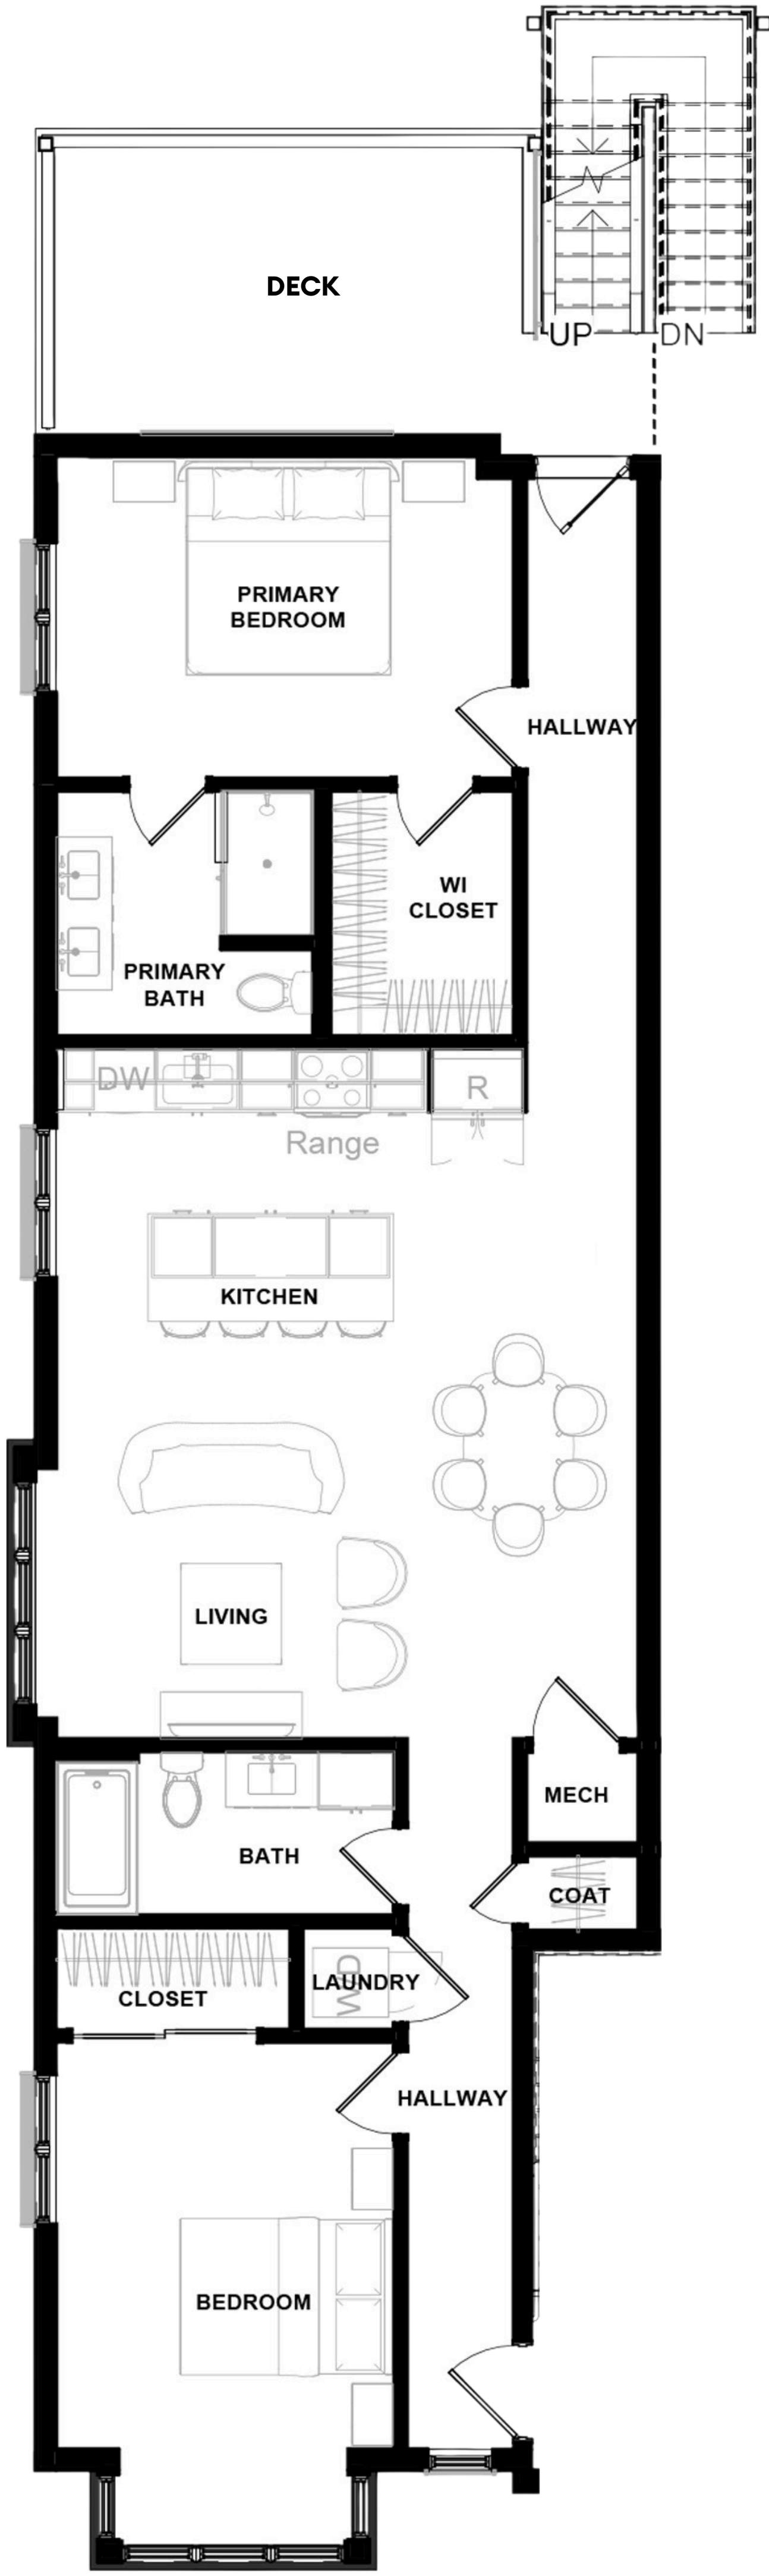 DECK
UP
DN
PRIMARY
BEDROOM
HALLWAY
WI
CLOSET
PRIMARY
BATH
DW
R
Range
KITCHEN
LIVING
MECH
BATH
COAT
LAUNDRY
W/D
CLOSET
HALLWAY
BEDROOM